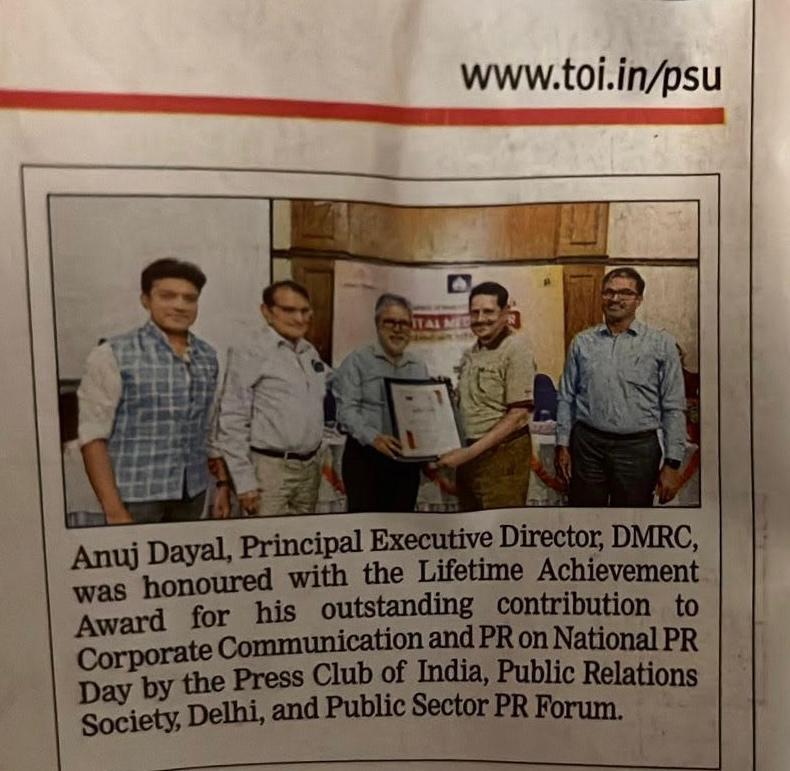 www.toi.in/psu
Anuj Dayal, Principal Executive Director, DMRC,
was honoured with the Lifetime Achievement
Award for his outstanding contribution to
Corporate Communication and PR on National PR
Day by the Press Club of India, Public Relations
Society, Delhi, and Public Sector PR Forum.